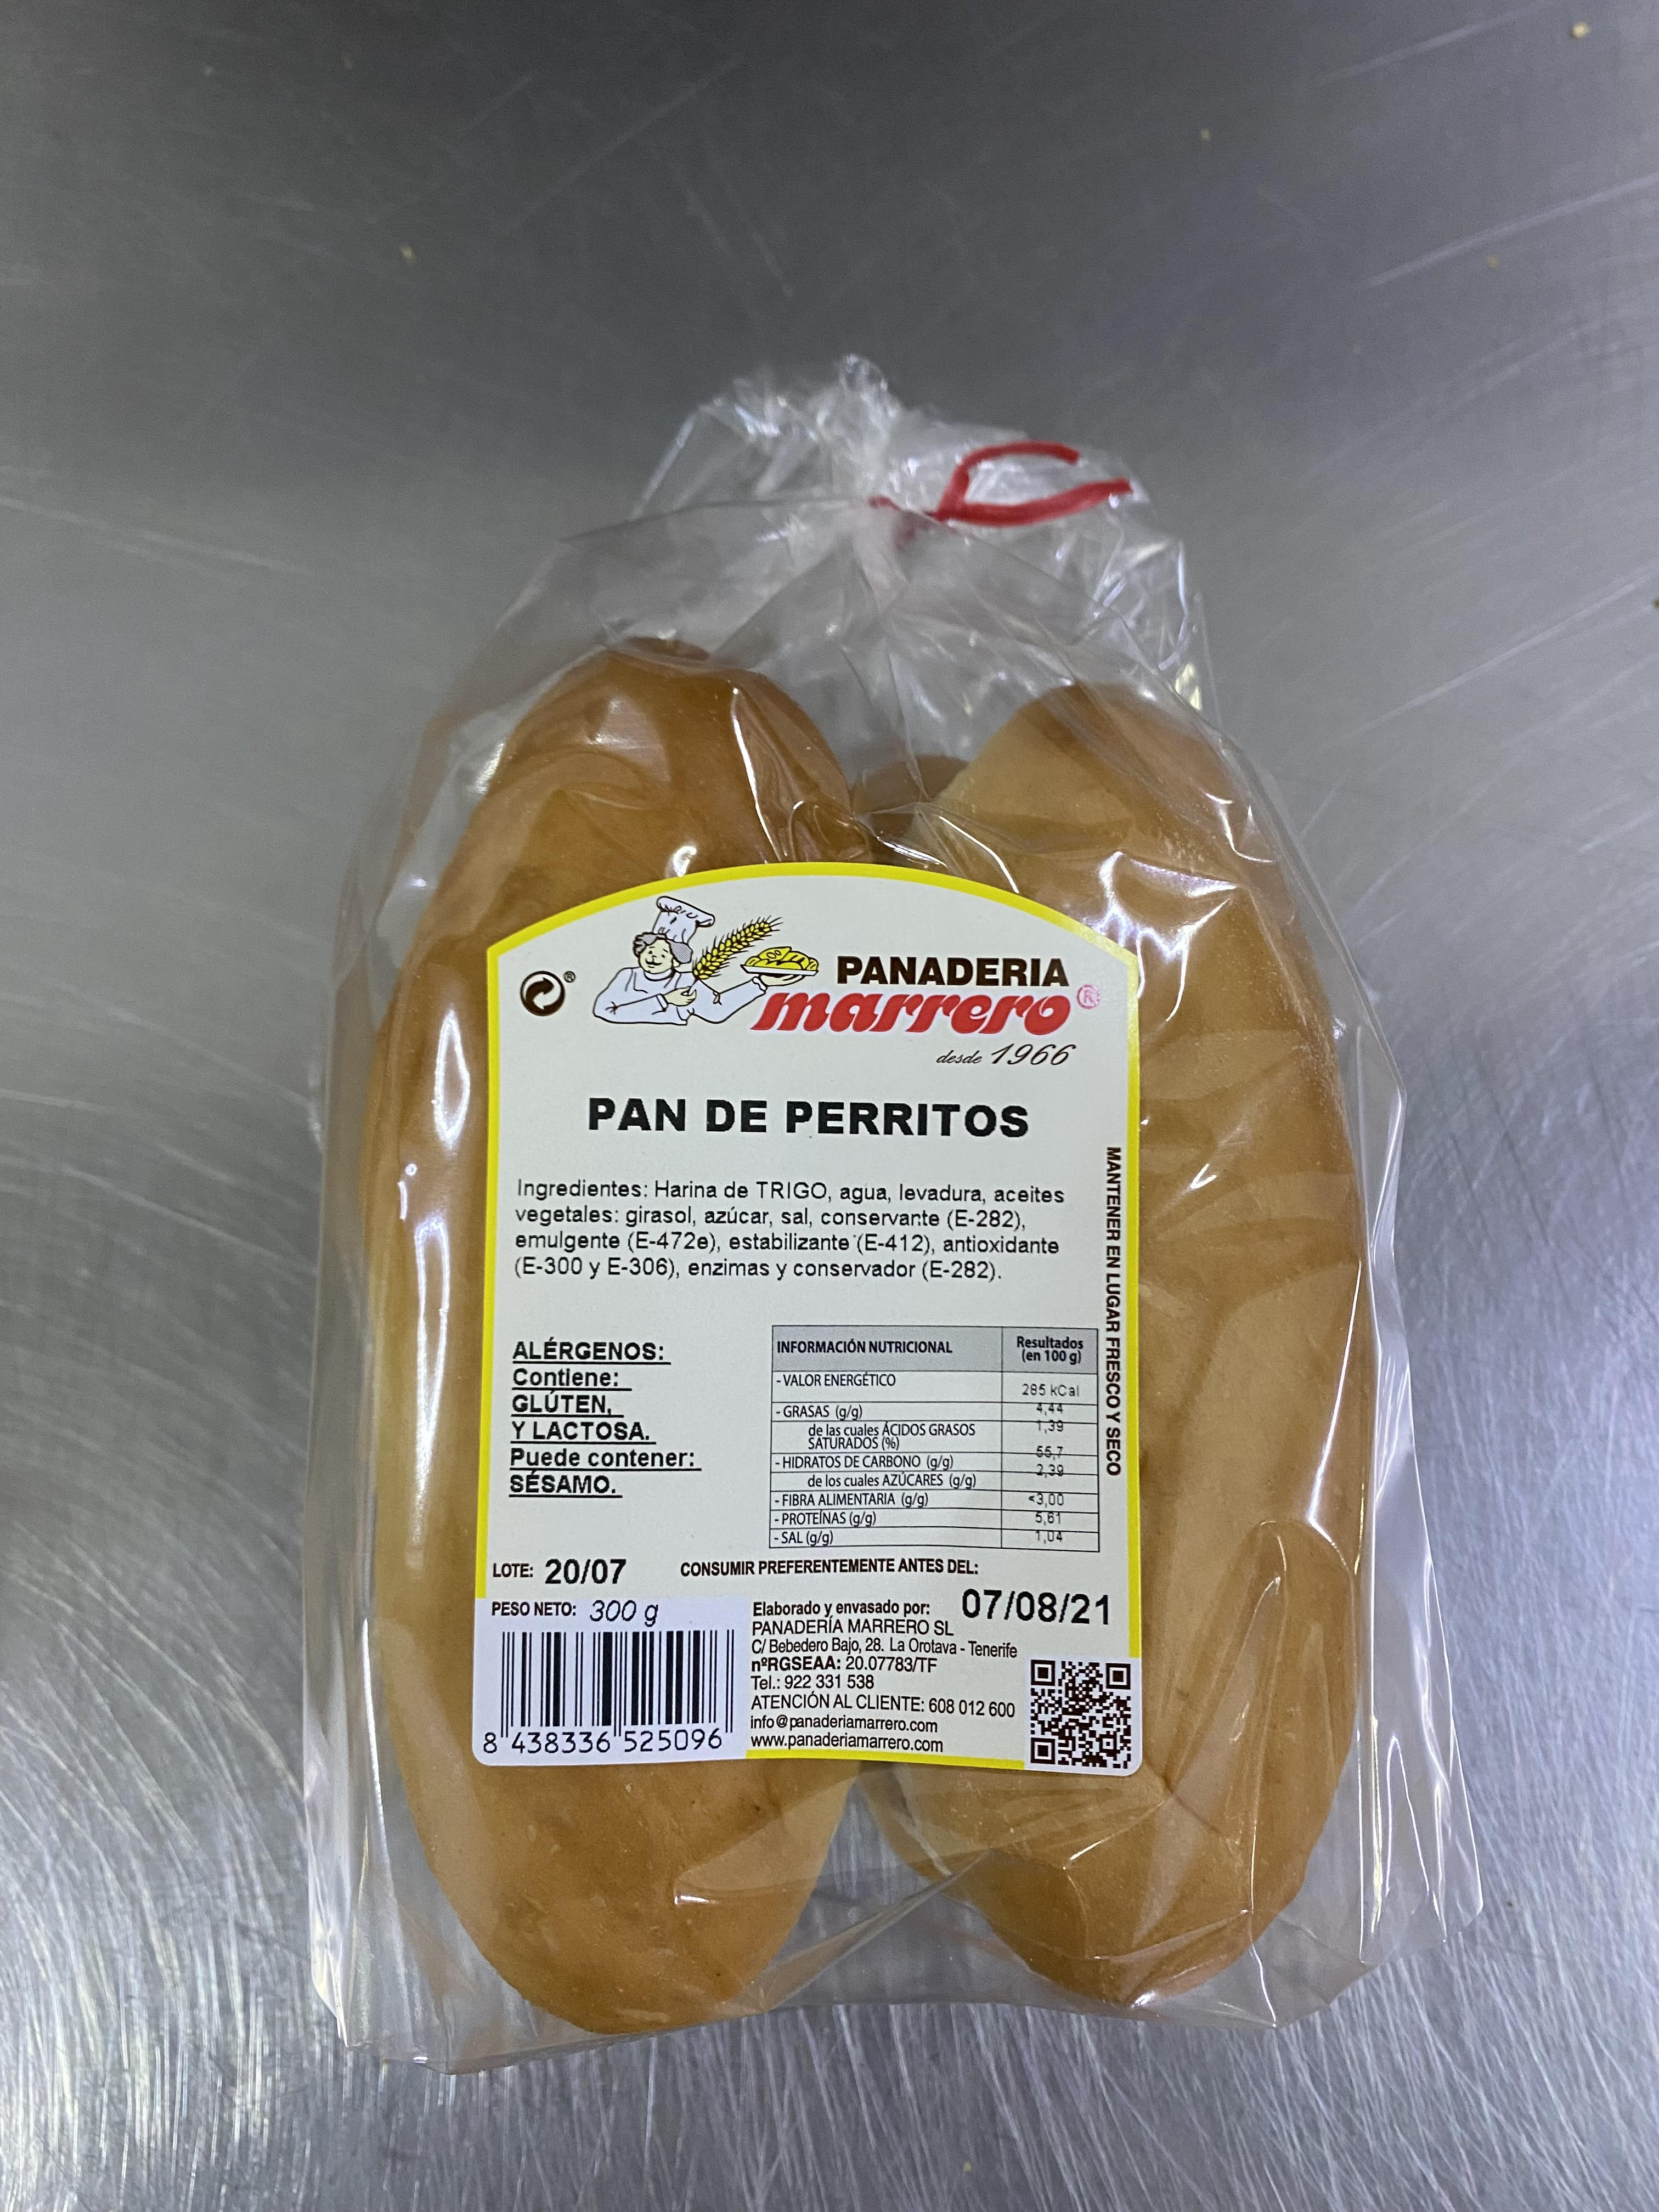 PANADERIA
marrero®
desde 1966
PAN DE PERRITOS
Ingredientes: Harina de TRIGO, agua, levadura, aceites
vegetales: girasol, azúcar, sal, conservante (E-282),
emulgente (E-472e), estabilizante (E-412), antioxidante
(E-300 y E-306), enzimas y conservador (E-282).
MANTENER EN LUGAR FRESCO Y SECO
ALÉRGENOS:
Contiene:
GLÚTEN,
Y LACTOSA.
Puede contener:
SÉSAMO.
INFORMACIÓN NUTRICIONAL Resultados
(en 100 g)
- VALOR ENERGÉTICO 285 kCal
- GRASAS (g/g) 4,44
de las cuales ÁCIDOS GRASOS 1,39
SATURADOS (%)
- HIDRATOS DE CARBONO (g/g) 55,7
de los cuales AZÚCARES (g/g) 2,39
- FIBRA ALIMENTARIA (g/g) <3,00
- PROTEÍNAS (g/g) 5,61
- SAL (g/g) 1,04
LOTE: 20/07 CONSUMIR PREFERENTEMENTE ANTES DEL:
07/08/21
PESO NETO: 300 g
Elaborado y envasado por:
PANADERÍA MARRERO SL
C/ Bebedero Bajo, 28. La Orotava - Tenerife
nºRGSEAA: 20.07783/TF
Tel.: 922 331 538
ATENCIÓN AL CLIENTE: 608 012 600
info@panaderiamarrero.com
www.panaderiamarrero.com
8 438336 525096